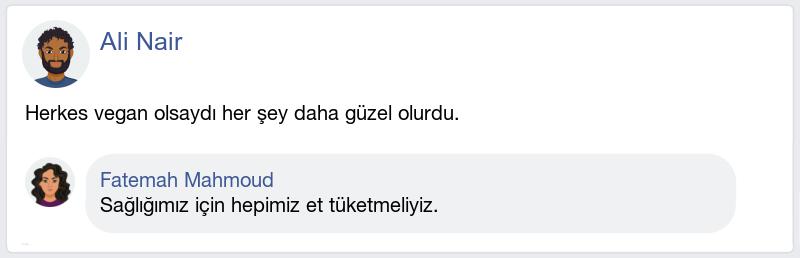 Ali Nair
Herkes vegan olsaydı her şey daha güzel olurdu.
Fatemah Mahmoud
Sağlığımız için hepimiz et tüketmeliyiz.